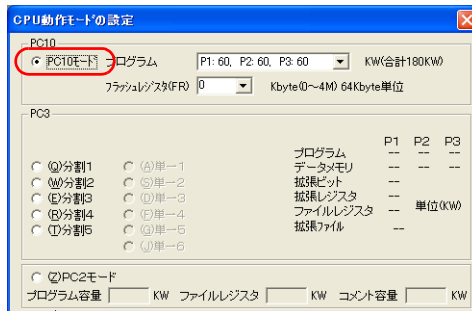 CPU動作モードの設定
PC10
PC10モード プログラム P1: 60, P2: 60, P3: 60 KW(合計180KW)
フラッシュレジスタ(FR) 0 Kbyte(0～4M) 64Kbyte単位
PC3
P1 P2 P3
プログラム -- -- --
(Q)分割1 (A)単一1 データメモリ -- -- --
(W)分割2 (S)単一2 拡張ビット --
(E)分割3 (D)単一3 拡張レジスタ --
(R)分割4 (F)単一4 ファイルレジスタ -- 単位(KW)
(T)分割5 (G)単一5 拡張ファイル --
(J)単一6
(Z)PC2モード
プログラム容量 KW ファイルレジスタ KW コメント容量 KW